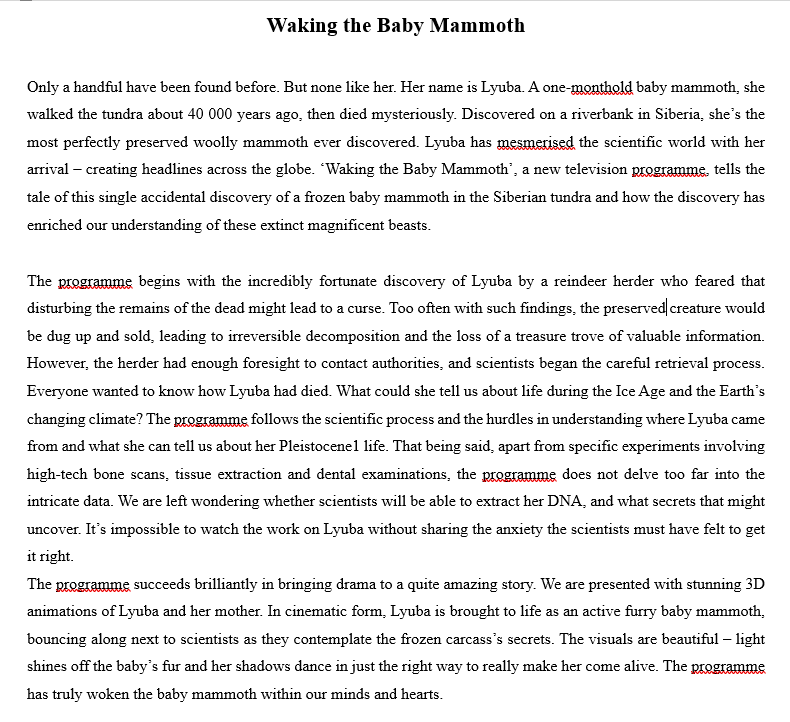 Waking the Baby Mammoth
Only a handful have been found before. But none like her. Her name is Lyuba. A one-monthold baby mammoth, she
walked the tundra about 40 000 years ago, then died mysteriously. Discovered on a riverbank in Siberia, she’s the
most perfectly preserved woolly mammoth ever discovered. Lyuba has mesmerised the scientific world with her
arrival – creating headlines across the globe. ‘Waking the Baby Mammoth’, a new television programme, tells the
tale of this single accidental discovery of a frozen baby mammoth in the Siberian tundra and how the discovery has
enriched our understanding of these extinct magnificent beasts.
The programme begins with the incredibly fortunate discovery of Lyuba by a reindeer herder who feared that
disturbing the remains of the dead might lead to a curse. Too often with such findings, the preserved creature would
be dug up and sold, leading to irreversible decomposition and the loss of a treasure trove of valuable information.
However, the herder had enough foresight to contact authorities, and scientists began the careful retrieval process.
Everyone wanted to know how Lyuba had died. What could she tell us about life during the Ice Age and the Earth’s
changing climate? The programme follows the scientific process and the hurdles in understanding where Lyuba came
from and what she can tell us about her Pleistocene1 life. That being said, apart from specific experiments involving
high-tech bone scans, tissue extraction and dental examinations, the programme does not delve too far into the
intricate data. We are left wondering whether scientists will be able to extract her DNA, and what secrets that might
uncover. It’s impossible to watch the work on Lyuba without sharing the anxiety the scientists must have felt to get
it right.
The programme succeeds brilliantly in bringing drama to a quite amazing story. We are presented with stunning 3D
animations of Lyuba and her mother. In cinematic form, Lyuba is brought to life as an active furry baby mammoth,
bouncing along next to scientists as they contemplate the frozen carcass’s secrets. The visuals are beautiful – light
shines off the baby’s fur and her shadows dance in just the right way to really make her come alive. The programme
has truly woken the baby mammoth within our minds and hearts.